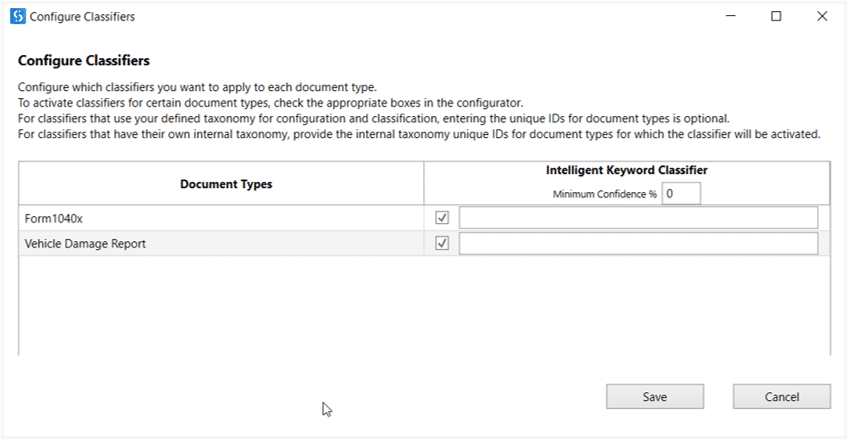 Configure Classifiers
Configure Classifiers
Configure which classifiers you want to apply to each document type.
To activate classifiers for certain document types, check the appropriate boxes in the configurator.
For classifiers that use your defined taxonomy for configuration and classification, entering the unique IDs for document types is optional.
For classifiers that have their own internal taxonomy, provide the internal taxonomy unique IDs for document types for which the classifier will be activated.
Document Types
Intelligent Keyword Classifier
Minimum Confidence % 0
Form1040x
Vehicle Damage Report
Save Cancel